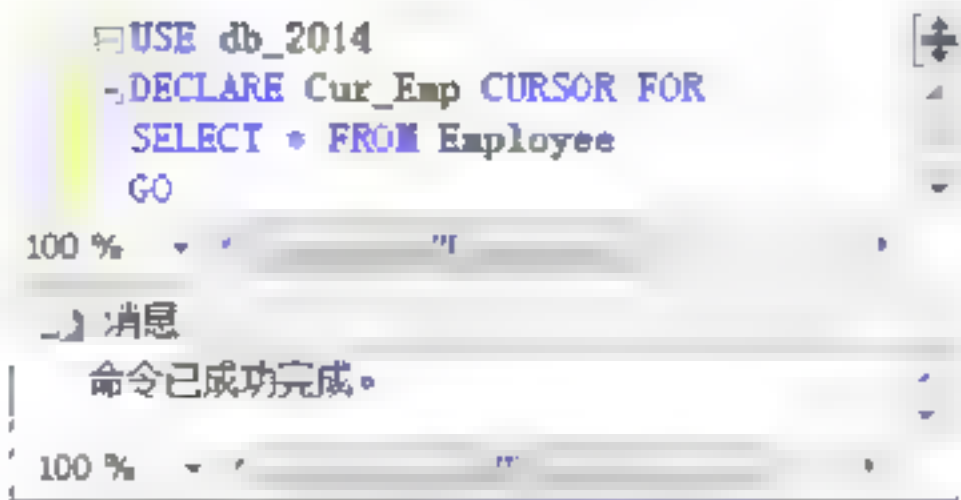 USE db_2014
DECLARE Cur_Emp CURSOR FOR
SELECT * FROM Employee
GO
100 %
消息
命令已成功完成。
100 %